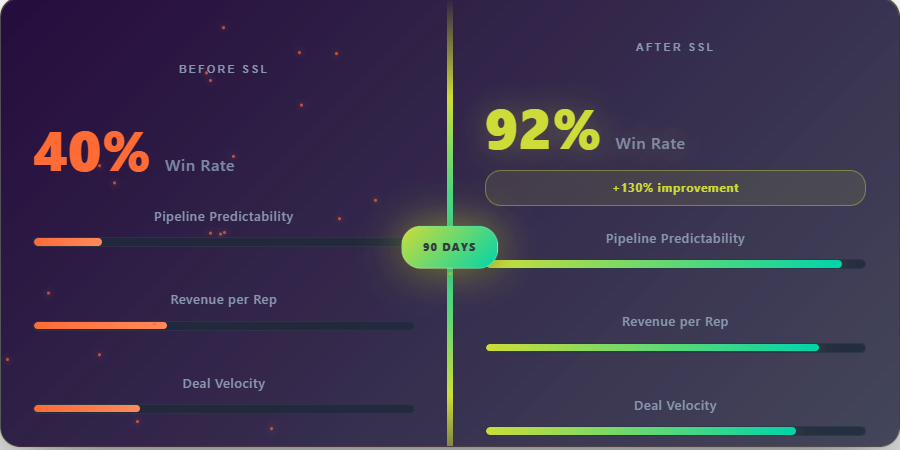 BEFORE SSL
40% Win Rate
Pipeline Predictability
Revenue per Rep
Deal Velocity
90 DAYS
AFTER SSL
92% Win Rate
+130% improvement
Pipeline Predictability
Revenue per Rep
Deal Velocity